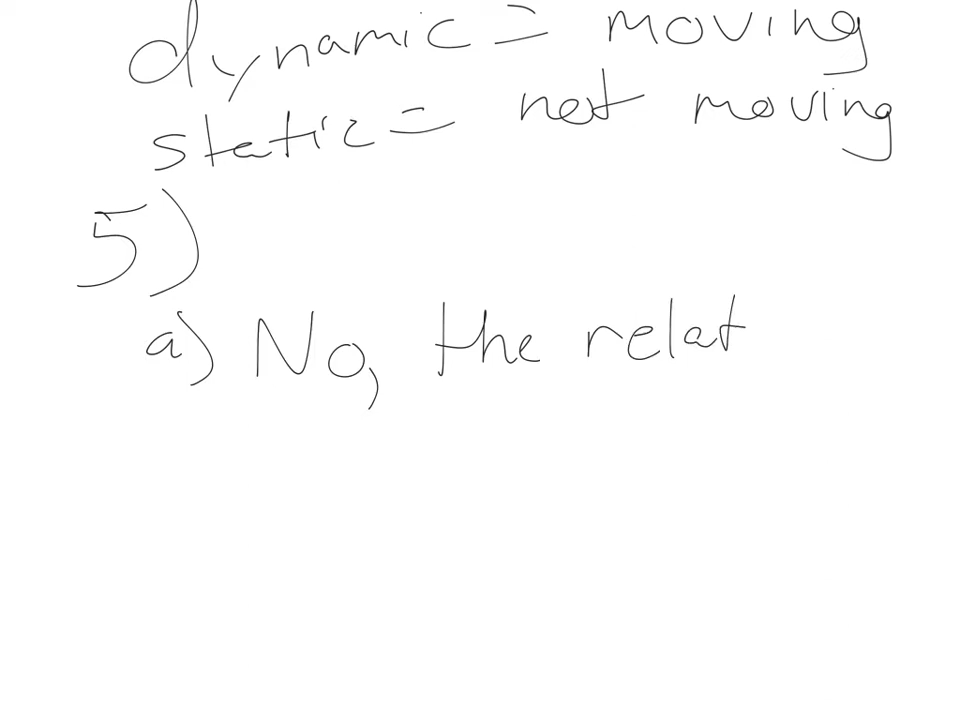 dynamic = moving
static = not moving
5)
a) No, the relat